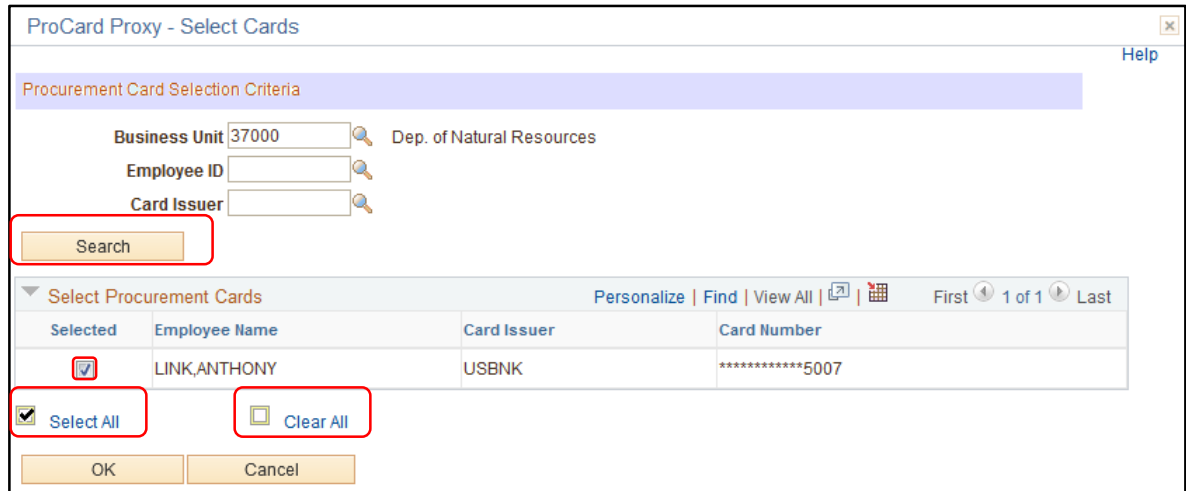 ProCard Proxy - Select Cards
Help
Procurement Card Selection Criteria
Business Unit 37000 Dep. of Natural Resources
Employee ID
Card Issuer
Search
Select Procurement Cards Personalize | Find | View All | | First 1 of 1 Last
Selected Employee Name Card Issuer Card Number
LINK,ANTHONY USBNK ************5007
Select All Clear All
OK Cancel